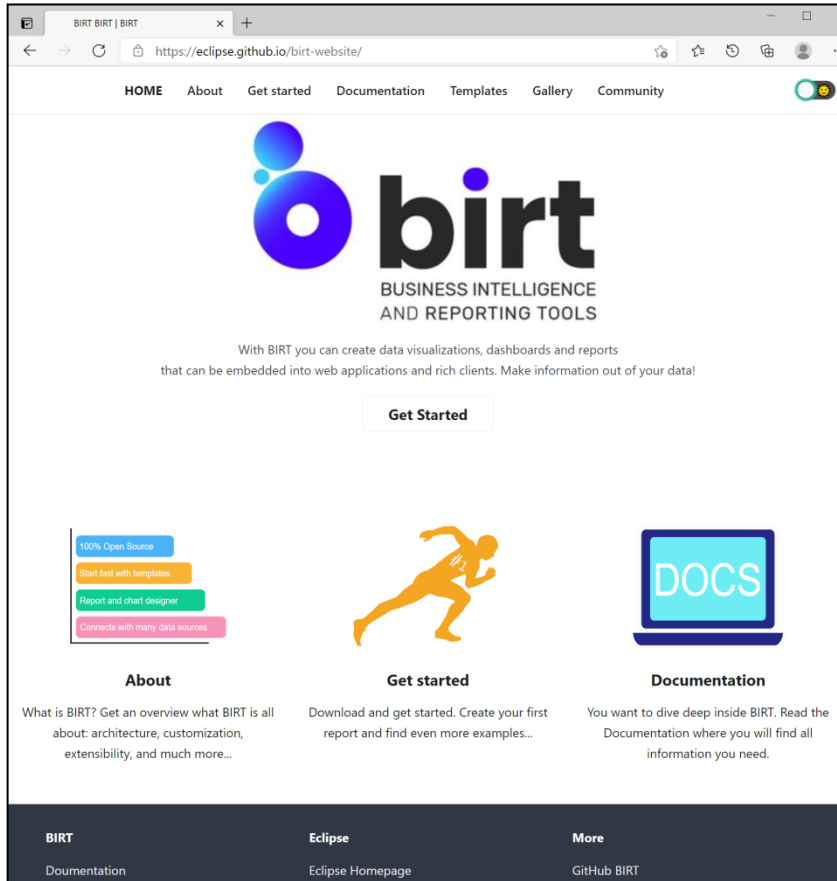 BIRT BIRT | BIRT
https://eclipse.github.io/birt-website/
HOME About Get started Documentation Templates Gallery Community
birt
BUSINESS INTELLIGENCE
AND REPORTING TOOLS
With BIRT you can create data visualizations, dashboards and reports
that can be embedded into web applications and rich clients. Make information out of your data!
Get Started
100% Open Source
Start fast with templates
Report and chart designer
Connects with many data sources
#1
DOCS
About
What is BIRT? Get an overview what BIRT is all
about: architecture, customization,
extensibility, and much more...
Get started
Download and get started. Create your first
report and find even more examples...
Documentation
You want to dive deep inside BIRT. Read the
Documentation where you will find all
information you need.
BIRT Eclipse More
Doumentation Eclipse Homepage GitHub BIRT